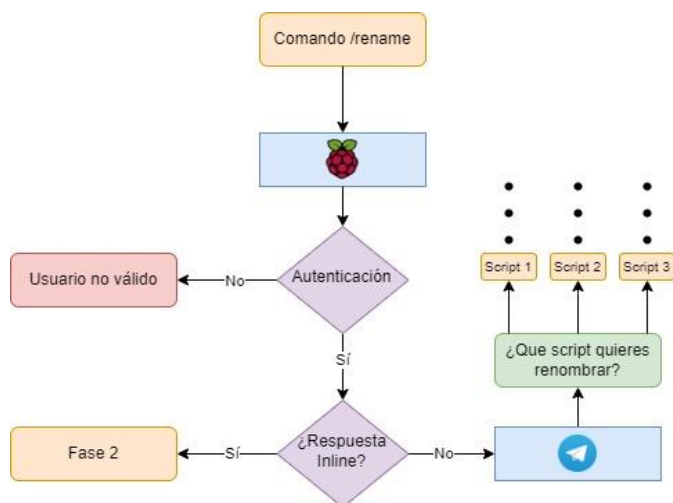 Comando /rename
Script 1
Script 2
Script 3
Usuario no válido
No
Autenticación
¿Que script quieres
renombrar?
Sí
Fase 2
Sí
¿Respuesta
Inline?
No